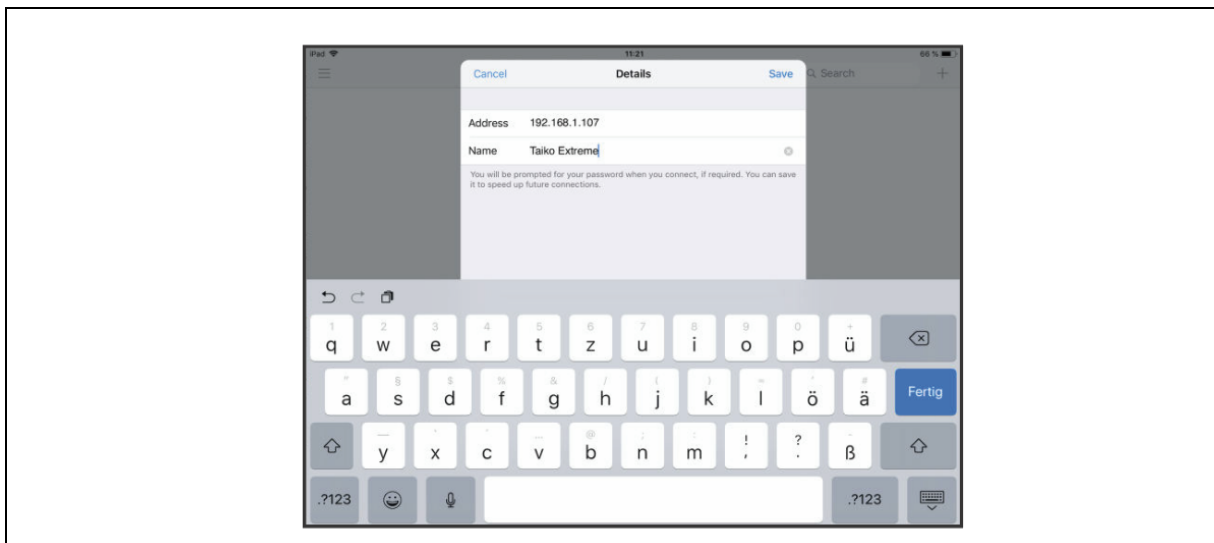 iPad 11:21 66 %
Cancel Details Save Search +
Address 192.168.1.107
Name Taiko Extreme
You will be prompted for your password when you connect, if required. You can save
it to speed up future connections.
1 2 3 4 5 6 7 8 9 0 +
q w e r t z u i o p ü
" § $ % & / ( ) = ' #
a s d f g h j k l ö ä Fertig
@ ; : ! ? -
y x c v b n m , . ß
.?123 .?123